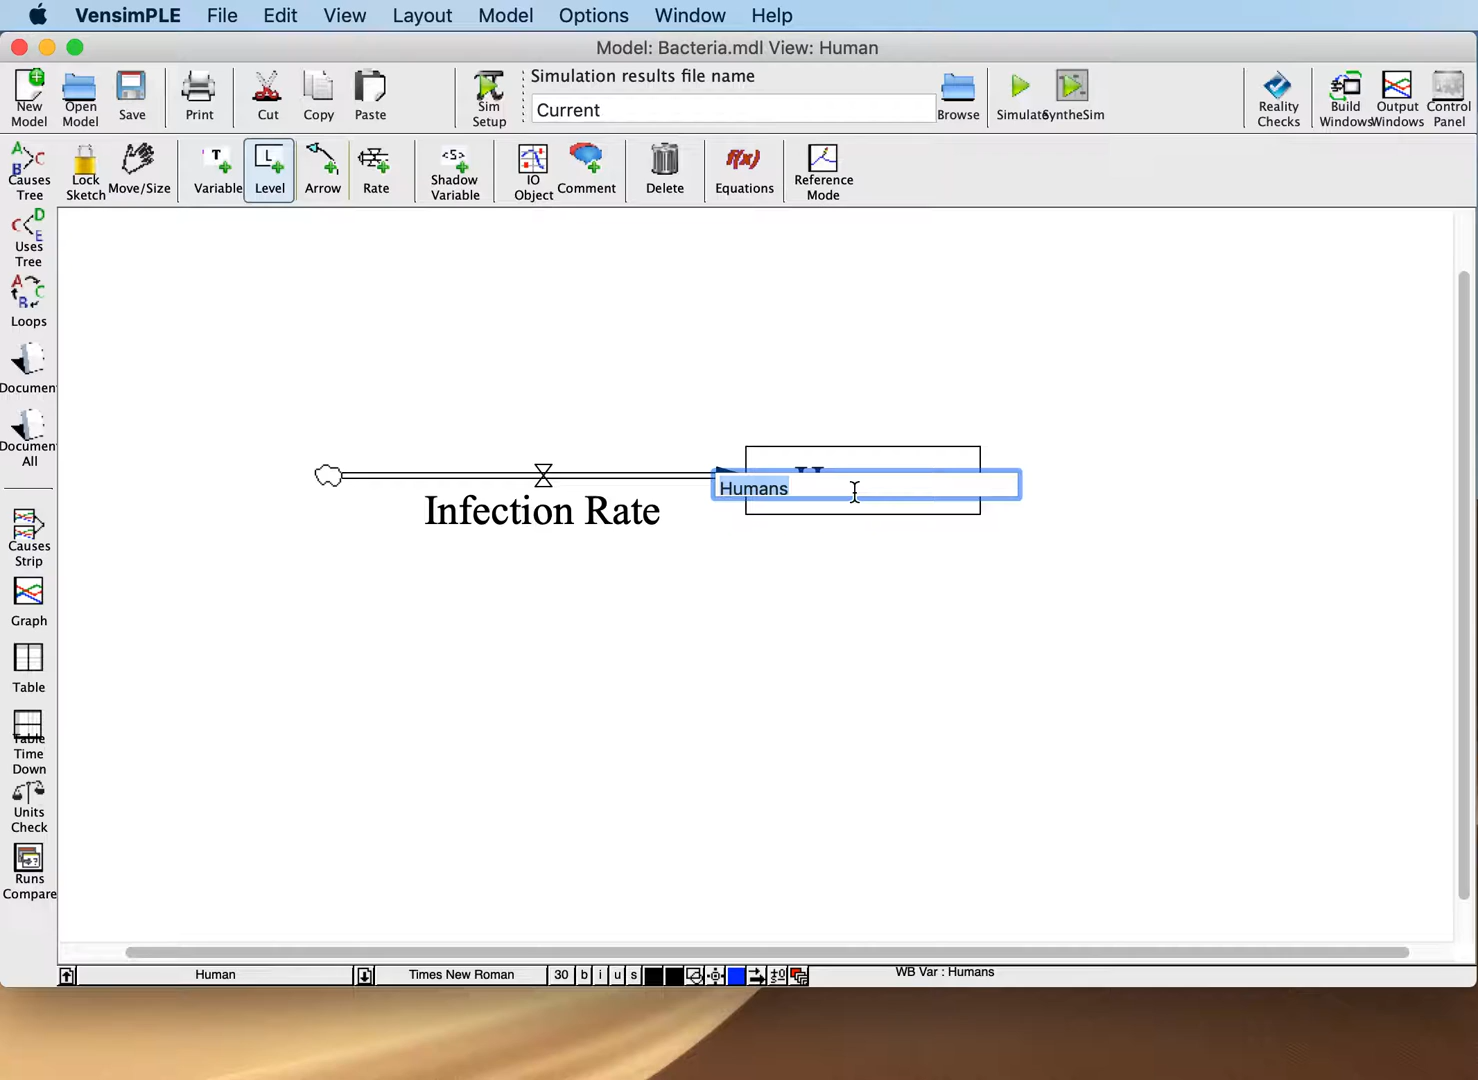 VensimPLE File Edit View Layout Model Options Window Help
Model: Bacteria.mdl View: Human
New Model
Open Model
Save
Print
Cut
Copy
Paste
Sim Setup
Simulation results file name
Current
Browse
Simulate
SyntheSim
Reality Checks
Build Windows
Output Windows
Control Panel
A B C
Causes Tree
Lock Sketch
Move/Size
T
Variable
L
Level
Arrow
Rate
<S>
Shadow Variable
IO Object
Comment
Delete
f(x)
Equations
Reference Mode
C D E
Uses Tree
A B C
Loops
Documen
Documen
All
Causes Strip
Graph
Table
Table Time Down
Units Check
Runs Compare
Infection Rate
Humans
Human
Times New Roman
30
b i u s
WB Var : Humans